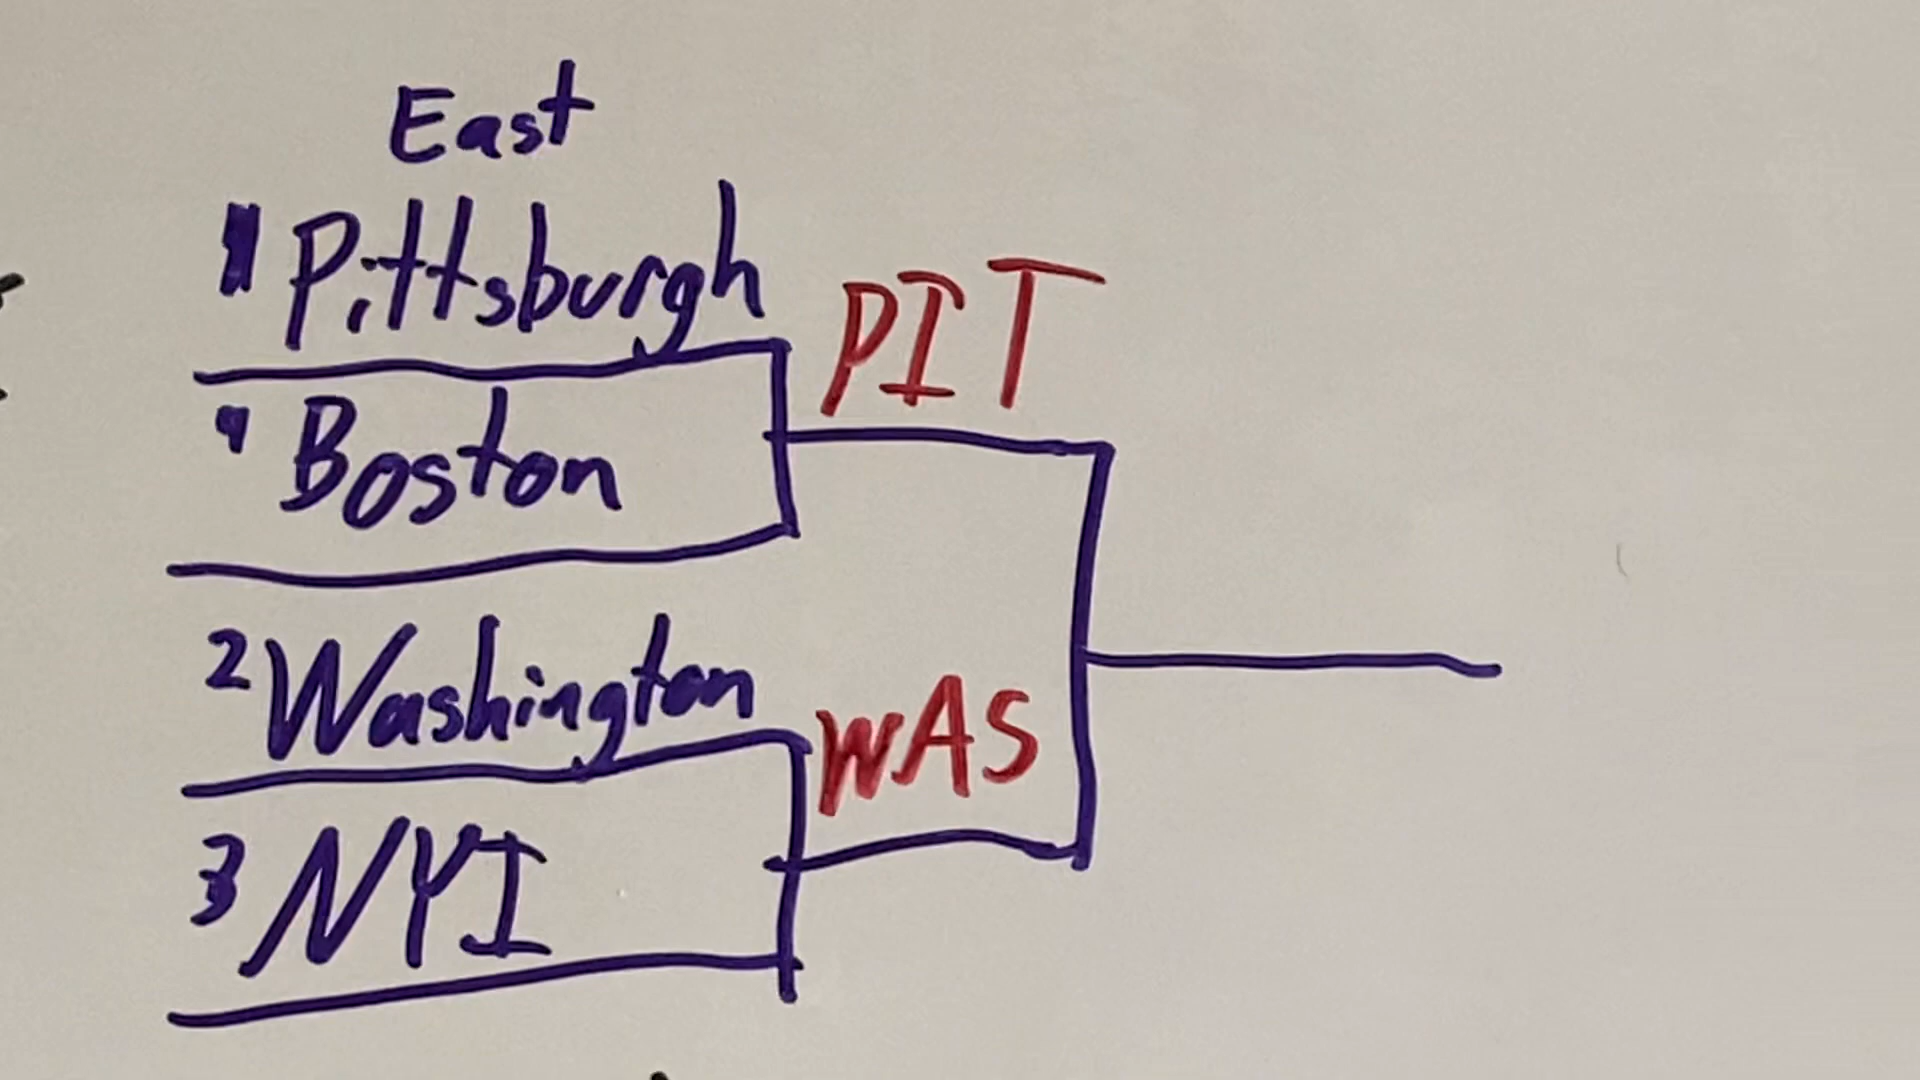 East
1 Pittsburgh
PIT
4 Boston
2 Washington
WAS
3 NYI